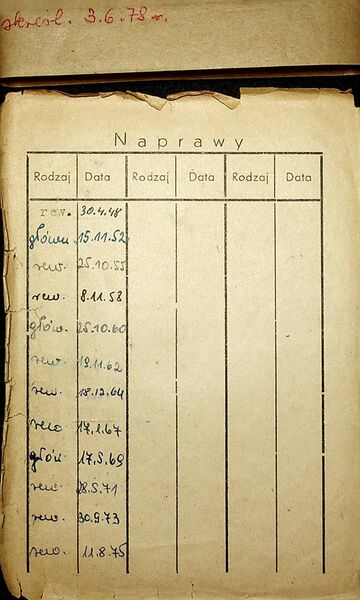 skreśl. 3.6.78 r.
Naprawy
Rodzaj Data Rodzaj Data Rodzaj Data
rew. 30.4.48
główn 15.11.52
rew. 25.10.55
rew. 8.11.58
głów. 25.10.60
rew. 19.11.62
rew. 18.12.64
rew 17.1.67
głów. 17.5.69
rew. 28.5.71
rew. 30.9.73
rew. 11.8.75